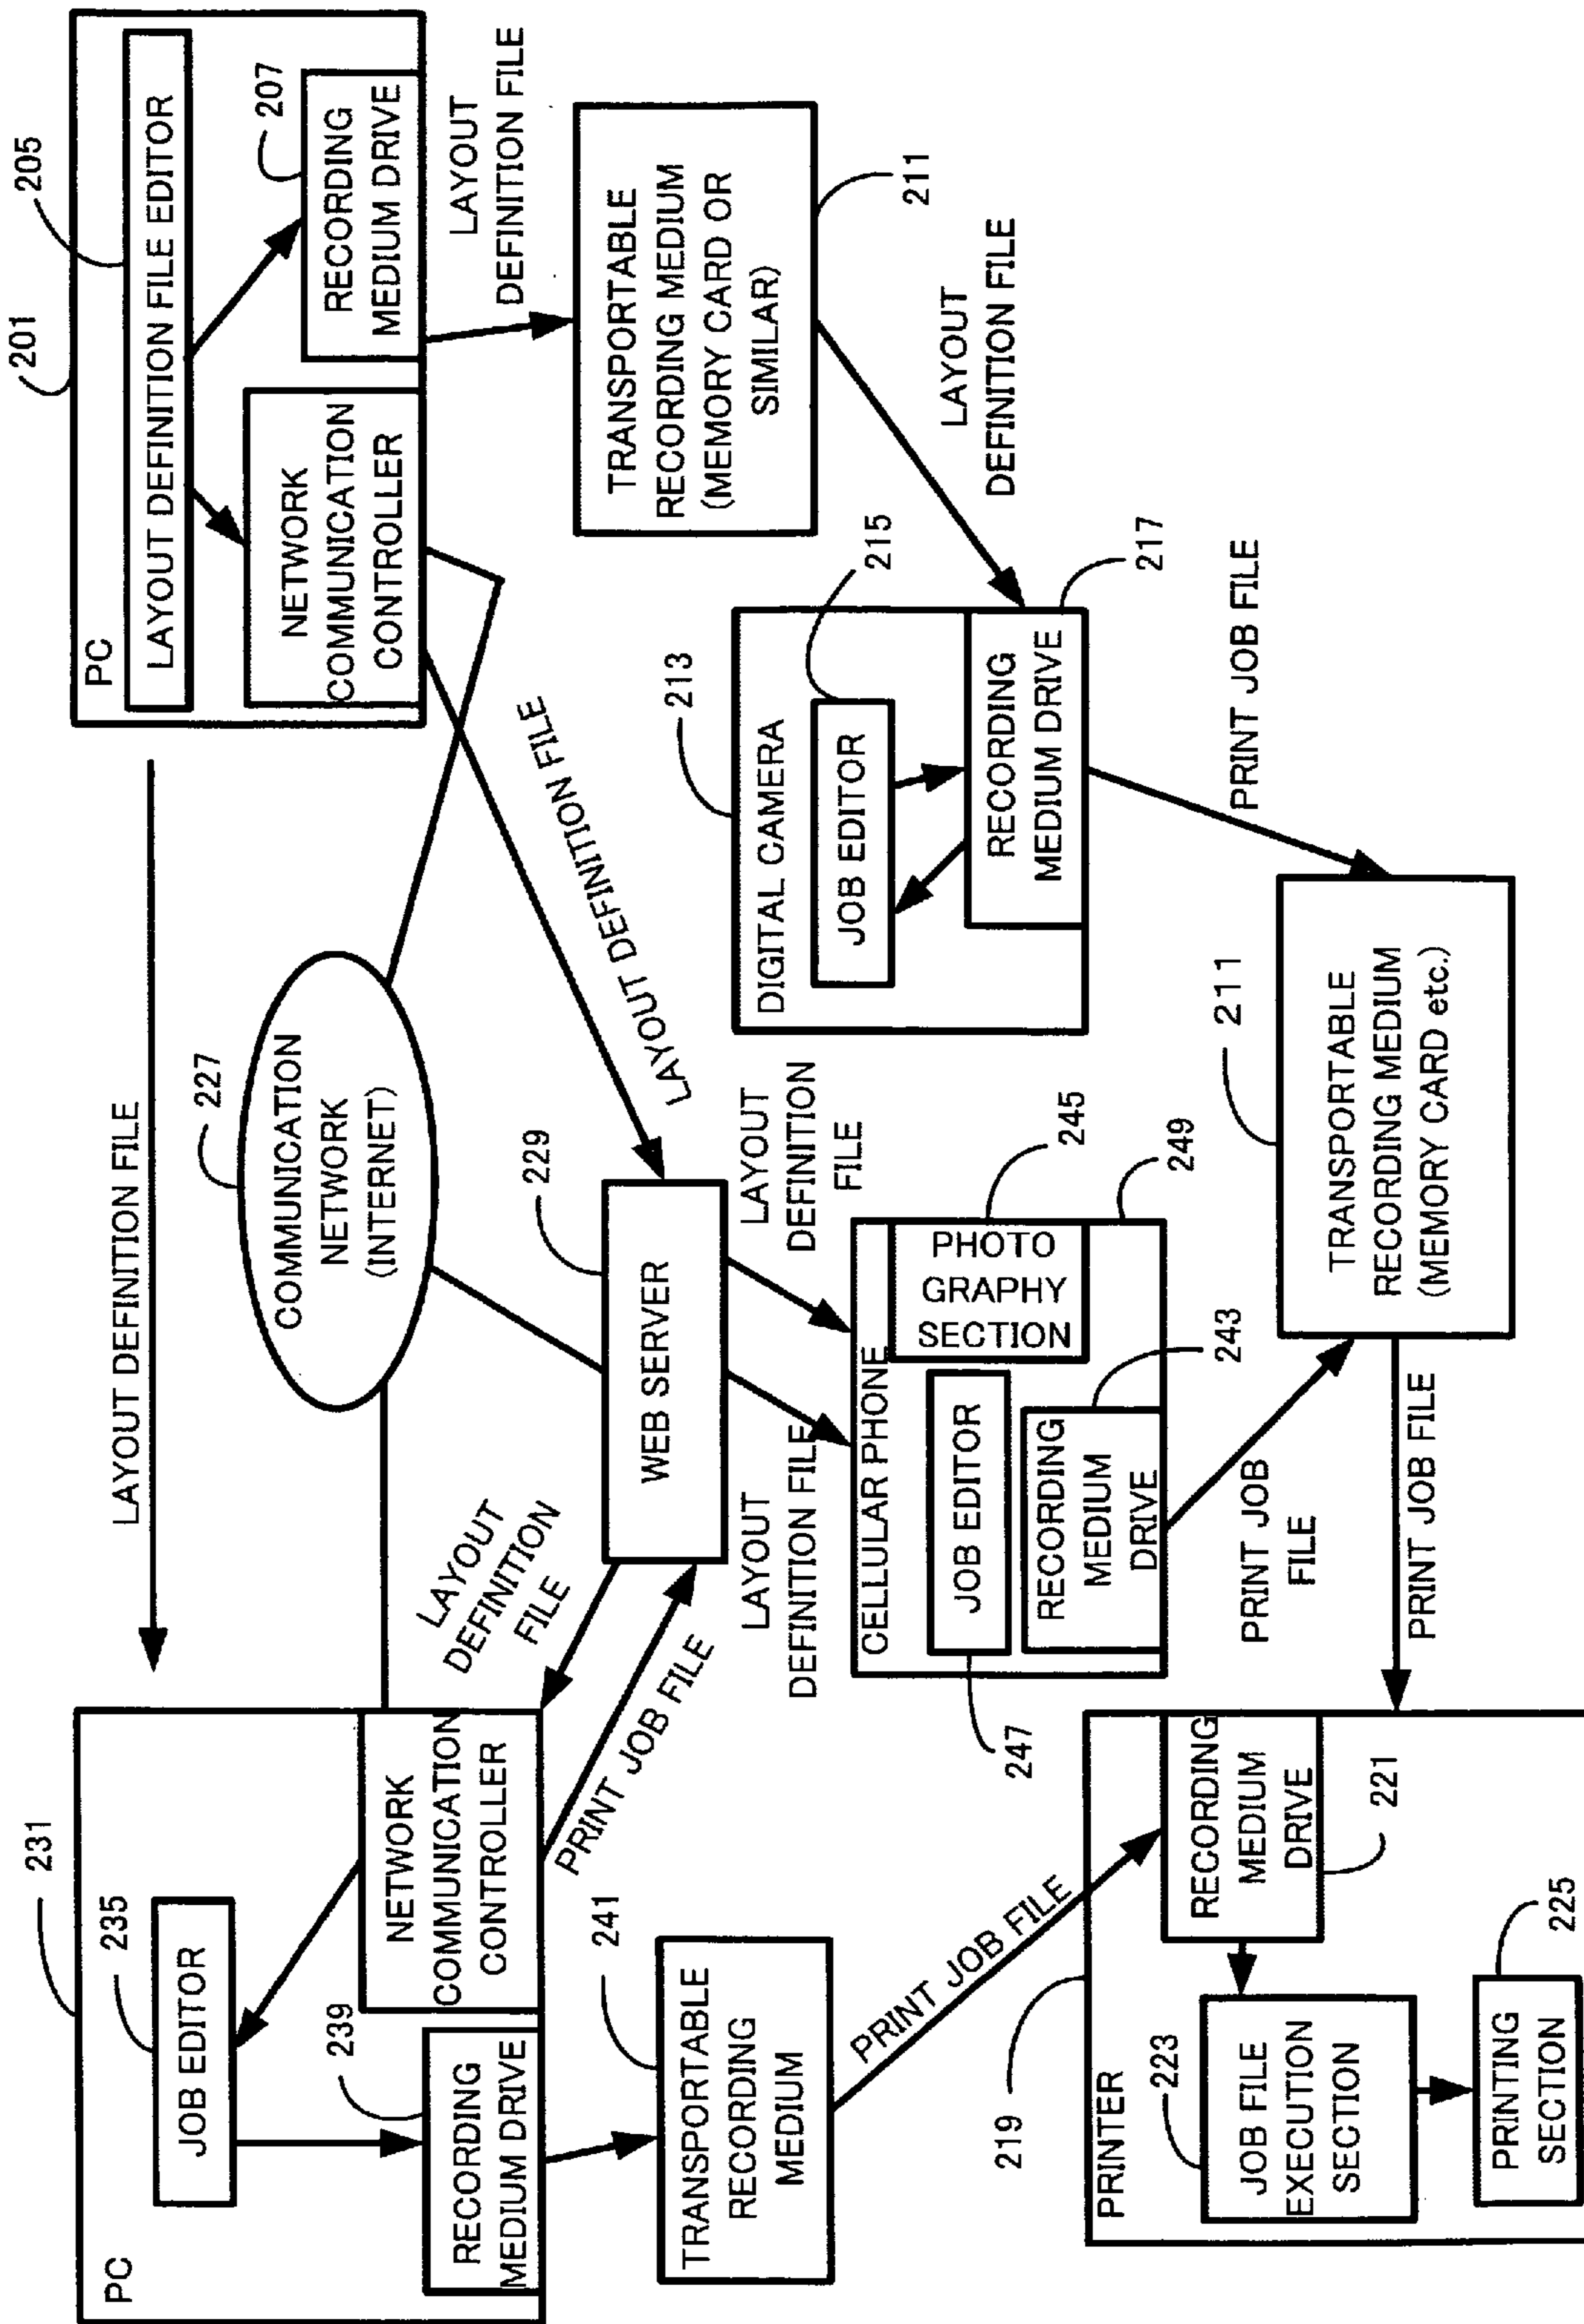 201
PC
205
LAYOUT DEFINITION FILE EDITOR
207
NETWORK
COMMUNICATION
CONTROLLER
RECORDING
MEDIUM DRIVE
LAYOUT
DEFINITION FILE
TRANSPORTABLE
RECORDING MEDIUM
(MEMORY CARD OR
SIMILAR)
211
LAYOUT
DEFINITION FILE
213
215
DIGITAL CAMERA
JOB EDITOR
RECORDING
MEDIUM DRIVE
217
PRINT JOB FILE
211
TRANSPORTABLE
RECORDING MEDIUM
(MEMORY CARD etc.)
PRINT JOB FILE
LAYOUT DEFINITION FILE
227
COMMUNICATION
NETWORK
(INTERNET)
LAYOUT DEFINITION FILE
229
WEB SERVER
LAYOUT
DEFINITION FILE
LAYOUT
DEFINITION
FILE
CELLULAR PHONE
PHOTO
GRAPHY
SECTION
245
249
JOB EDITOR
247
RECORDING
MEDIUM
DRIVE
243
PRINT JOB
FILE
LAYOUT
DEFINITION
FILE
PRINT JOB FILE
231
PC
235
JOB EDITOR
239
RECORDING
MEDIUM DRIVE
NETWORK
COMMUNICATION
CONTROLLER
241
TRANSPORTABLE
RECORDING
MEDIUM
PRINT JOB FILE
219
PRINTER
RECORDING
MEDIUM
DRIVE
221
223
JOB FILE
EXECUTION
SECTION
225
PRINTING
SECTION